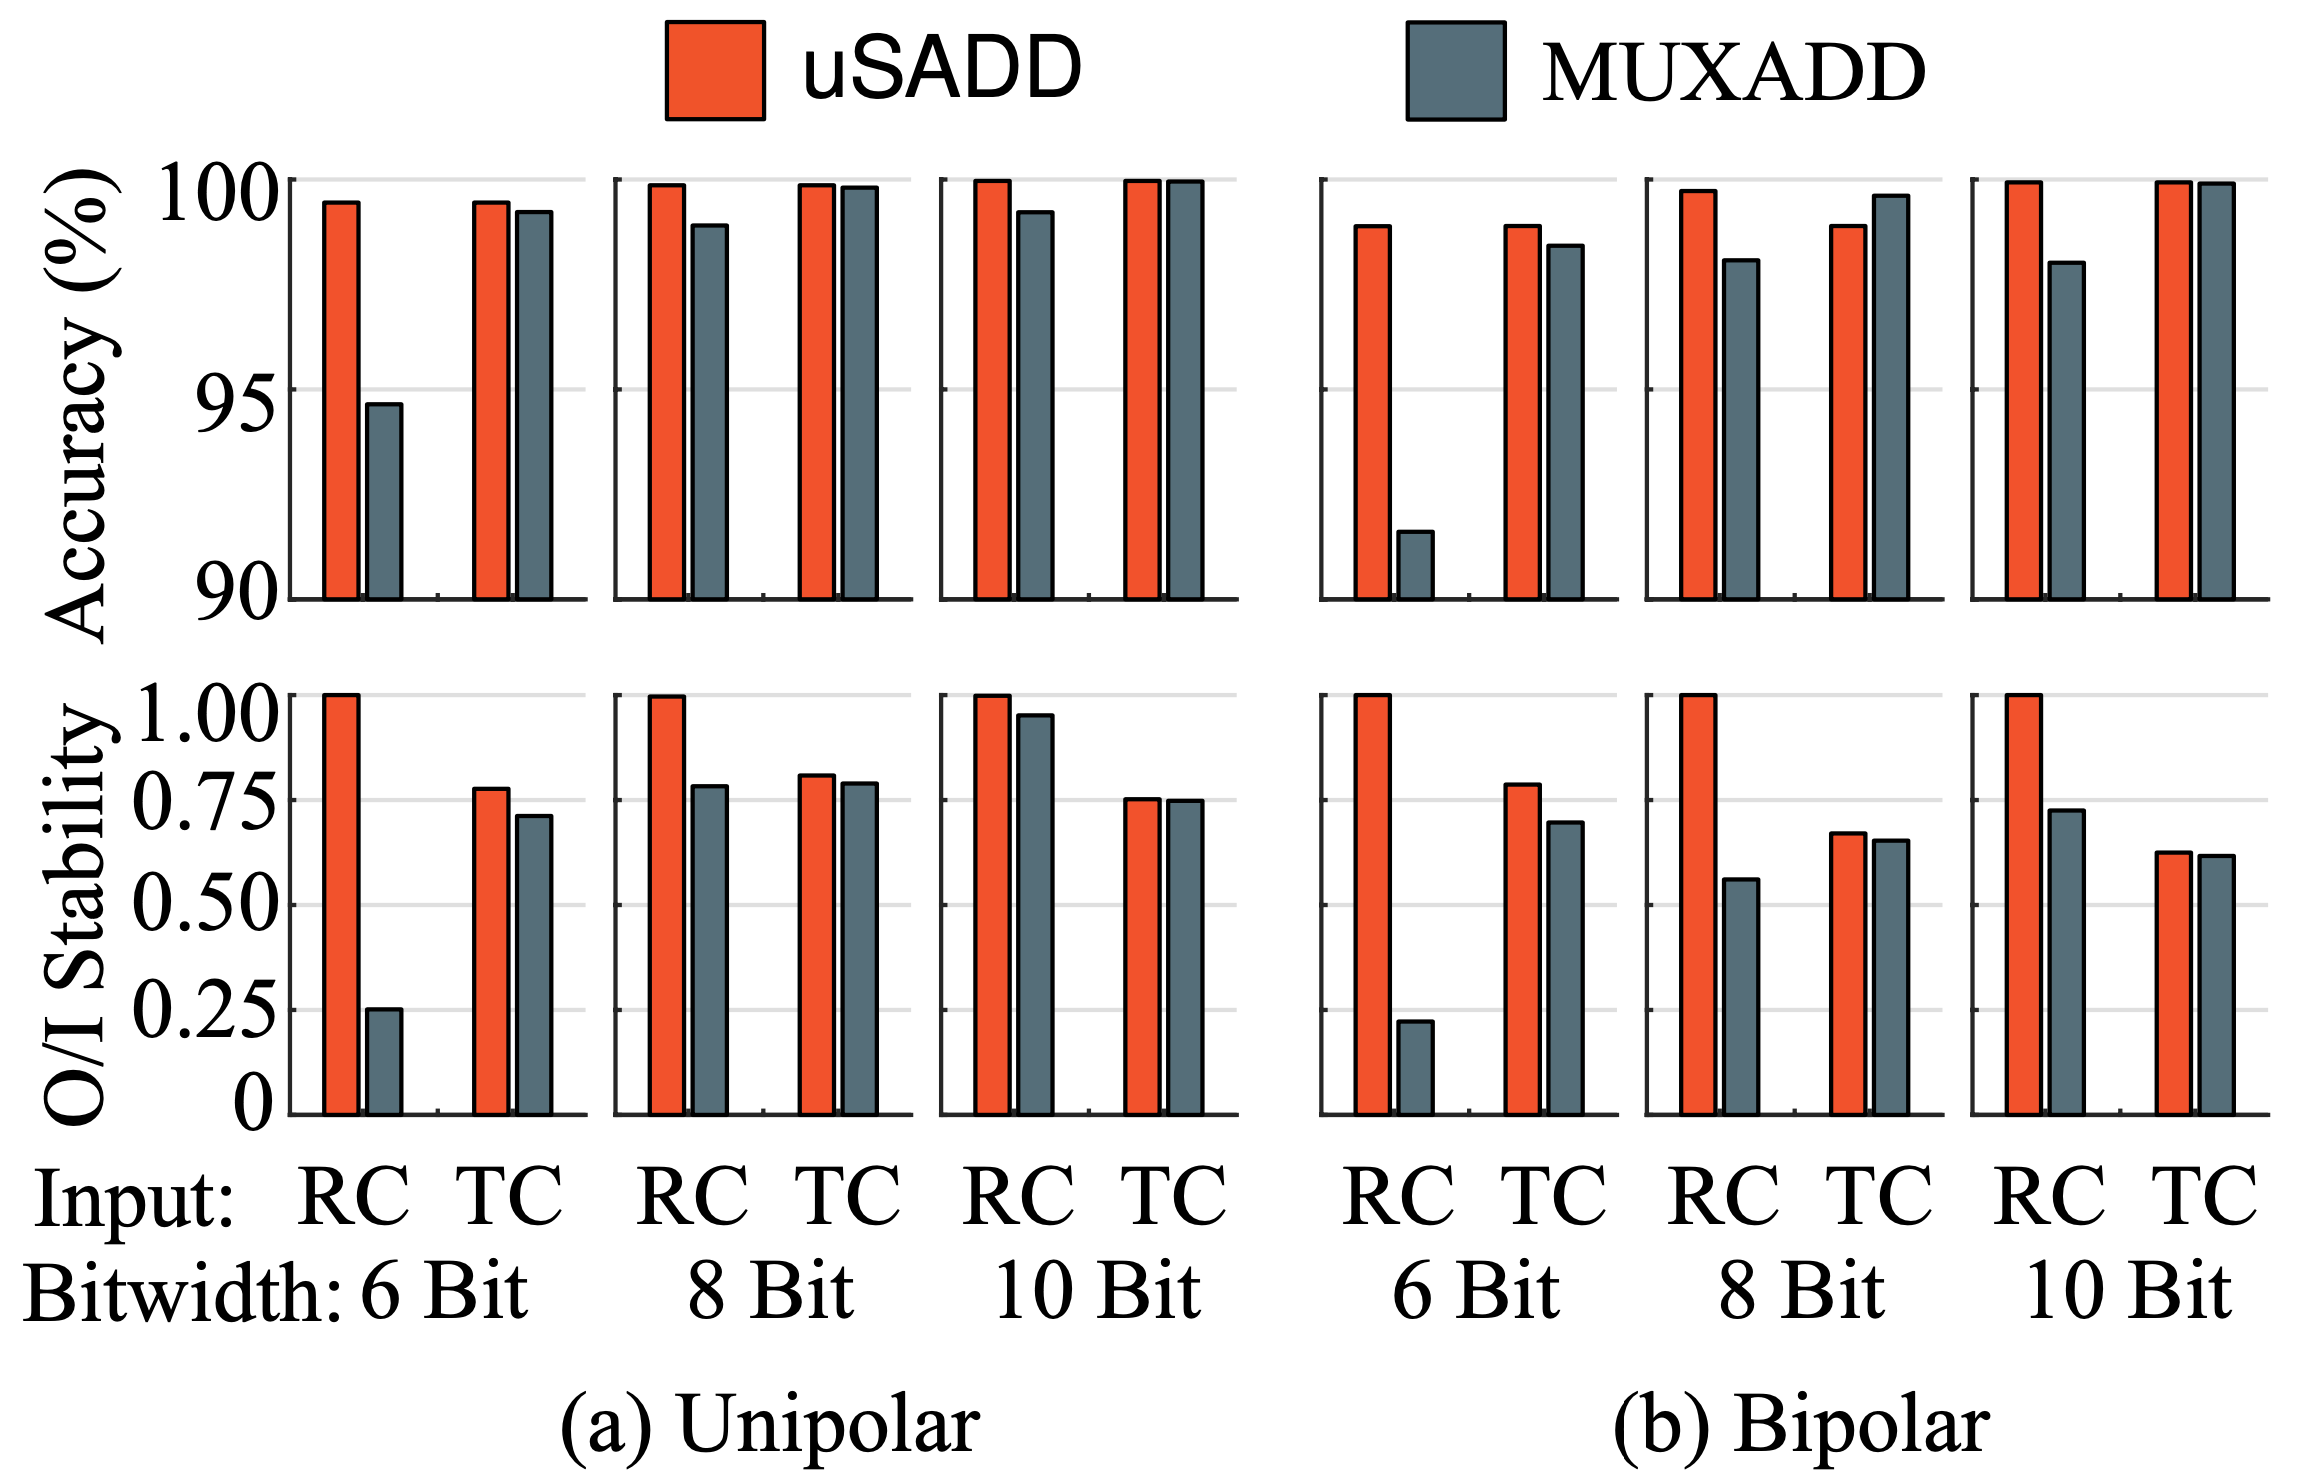 uSADD MUXADD
Accuracy (%)
100
95
90
O/I Stability
1.00
0.75
0.50
0.25
0
Input: RC TC RC TC RC TC RC TC RC TC RC TC
Bitwidth: 6 Bit 8 Bit 10 Bit 6 Bit 8 Bit 10 Bit
(a) Unipolar (b) Bipolar